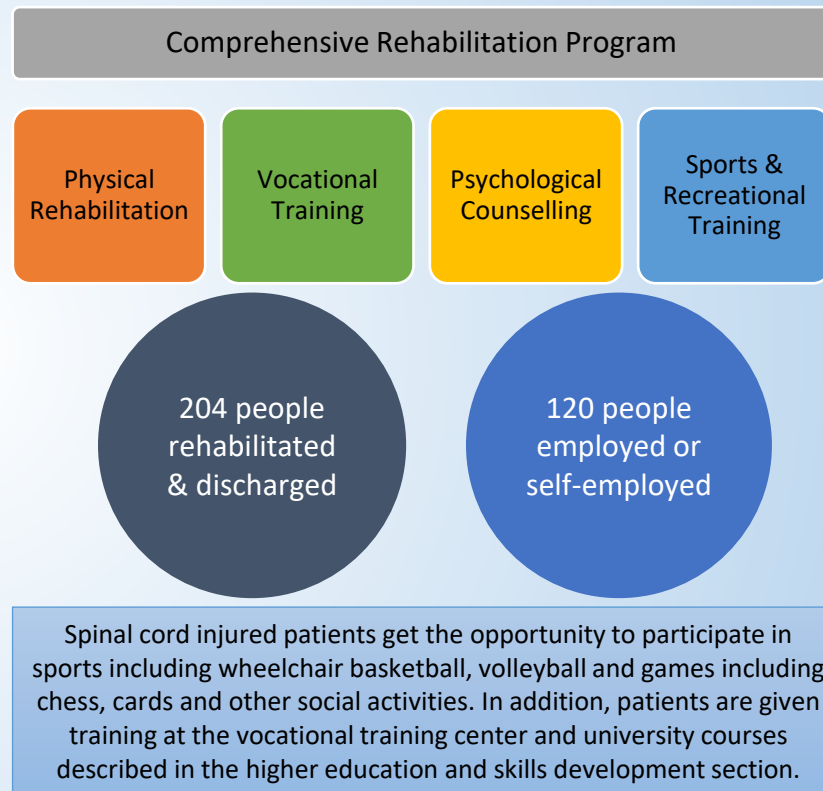 Comprehensive Rehabilitation Program
Physical
Rehabilitation
Vocational
Training
Psychological
Counselling
Sports &
Recreational
Training
204 people
rehabilitated
& discharged
120 people
employed or
self-employed
Spinal cord injured patients get the opportunity to participate in
sports including wheelchair basketball, volleyball and games including
chess, cards and other social activities. In addition, patients are given
training at the vocational training center and university courses
described in the higher education and skills development section.